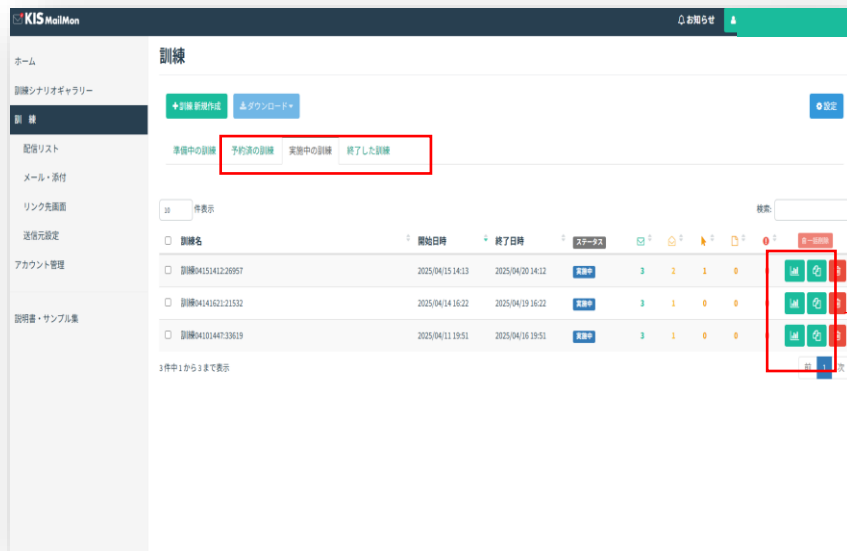 KIS MailMon
お知らせ
ホーム
訓練シナリオギャラリー
訓 練
配信リスト
メール・添付
リンク先画面
送信元設定
アカウント管理
説明書・サンプル集
訓練
+訓練新規作成 ダウンロード 設定
準備中の訓練 予約済の訓練 実施中の訓練 終了した訓練
10 件表示 検索:
訓練名 開始日時 終了日時 ステータス 一括削除
訓練04151412:26957 2025/04/15 14:13 2025/04/20 14:12 実施中 3 2 1 0
訓練04141621:21532 2025/04/14 16:22 2025/04/19 16:22 実施中 3 1 0 0
訓練04101447:33619 2025/04/11 19:51 2025/04/16 19:51 実施中 3 1 0 0
3 件中 1 から 3 まで表示
前 1 次